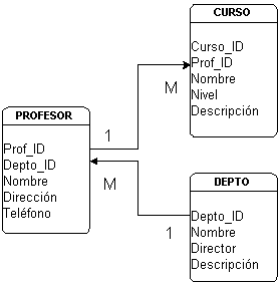 CURSO
Curso_ID
Prof_ID
Nombre
Nivel
Descripción
M
1
PROFESOR
Prof_ID
Depto_ID
Nombre
Dirección
Teléfono
M
1
DEPTO
Depto_ID
Nombre
Director
Descripción